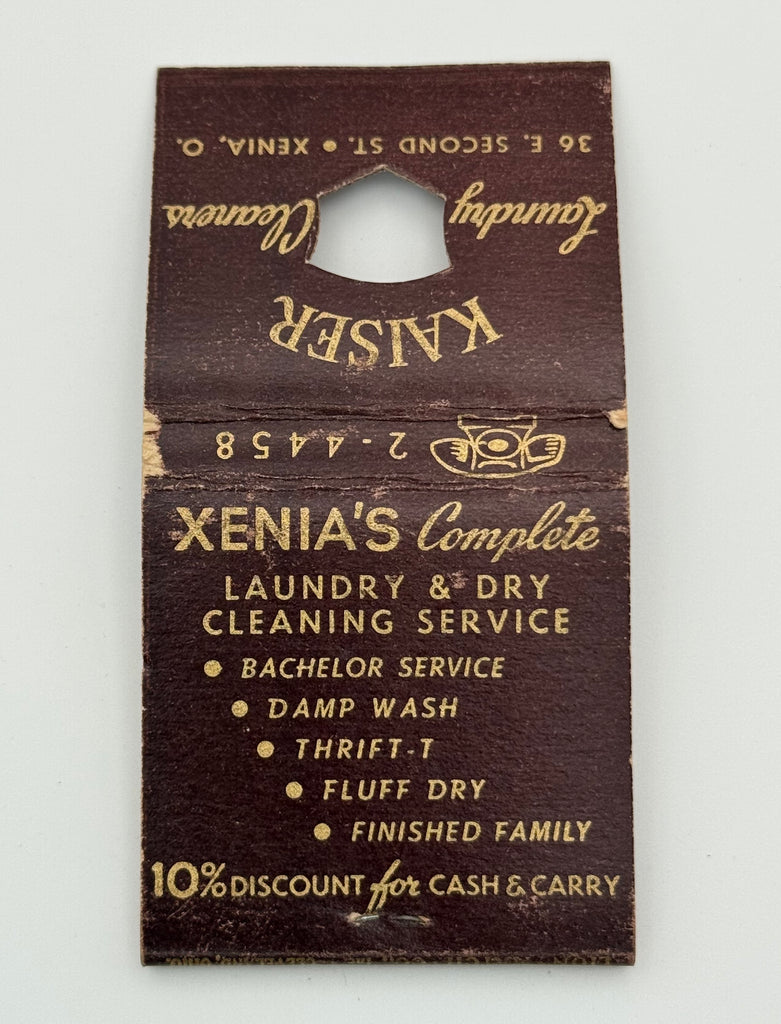 36 E. SECOND ST. • XENIA, O.
Laundry Cleaners
KAISER
2-4458
XENIA'S Complete
LAUNDRY & DRY
CLEANING SERVICE
• BACHELOR SERVICE
• DAMP WASH
• THRIFT-T
• FLUFF DRY
• FINISHED FAMILY
10% DISCOUNT for CASH & CARRY